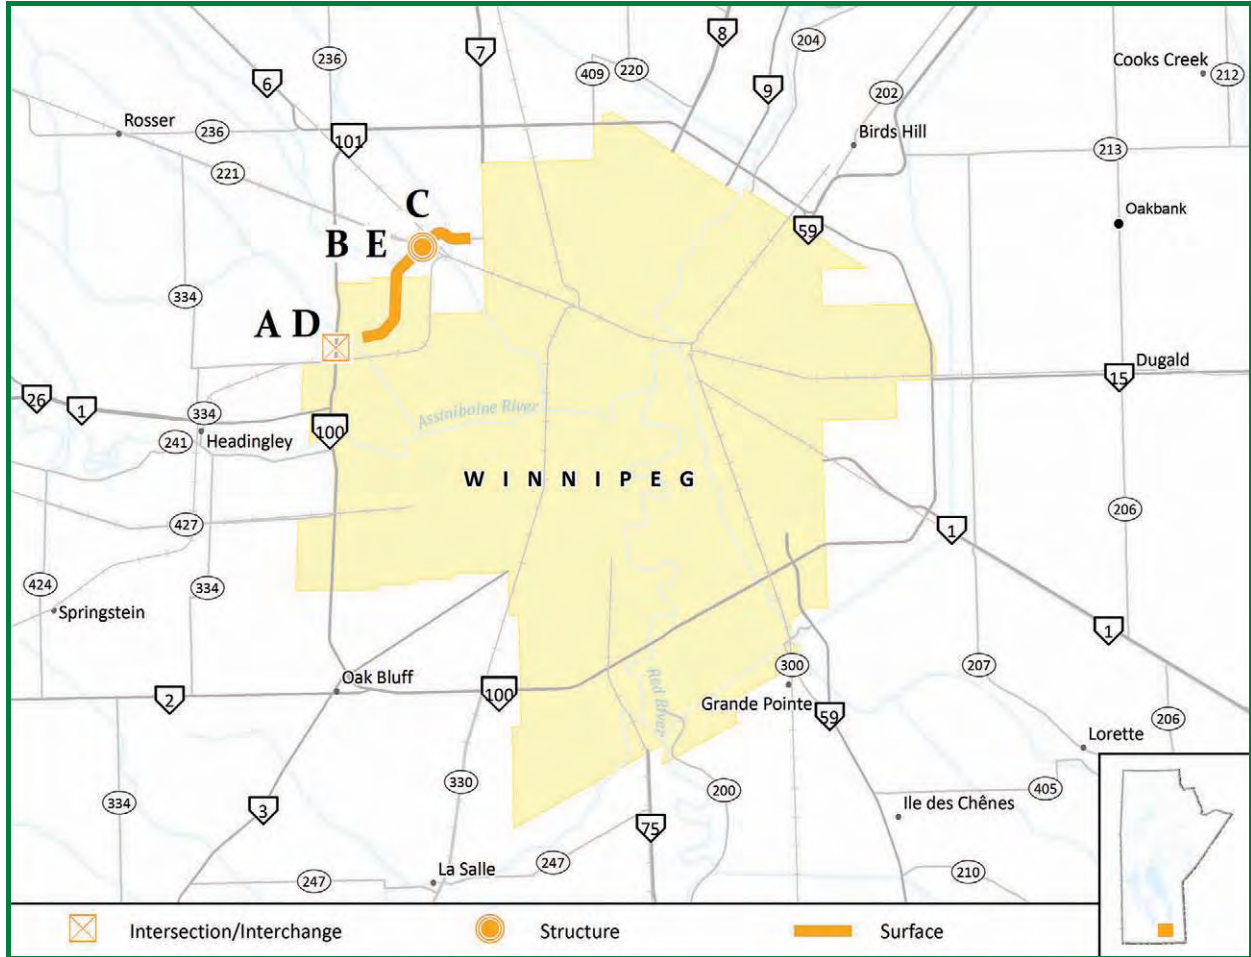 8
204
236
7
Cooks Creek
409
220
212
6
9
202
Rosser
236
101
Birds Hill
213
221
C
Oakbank
59
B E
334
A D
Dugald
15
26
1
334
Assiniboine River
100
241
Headingley
WINNIPEG
206
427
1
424
334
Springstein
1
300
207
Oak Bluff
100
2
Red River
Grande Pointe
59
206
Lorette
330
405
334
200
Ile des Chênes
3
75
247
La Salle
210
247
Intersection/Interchange
Structure
Surface